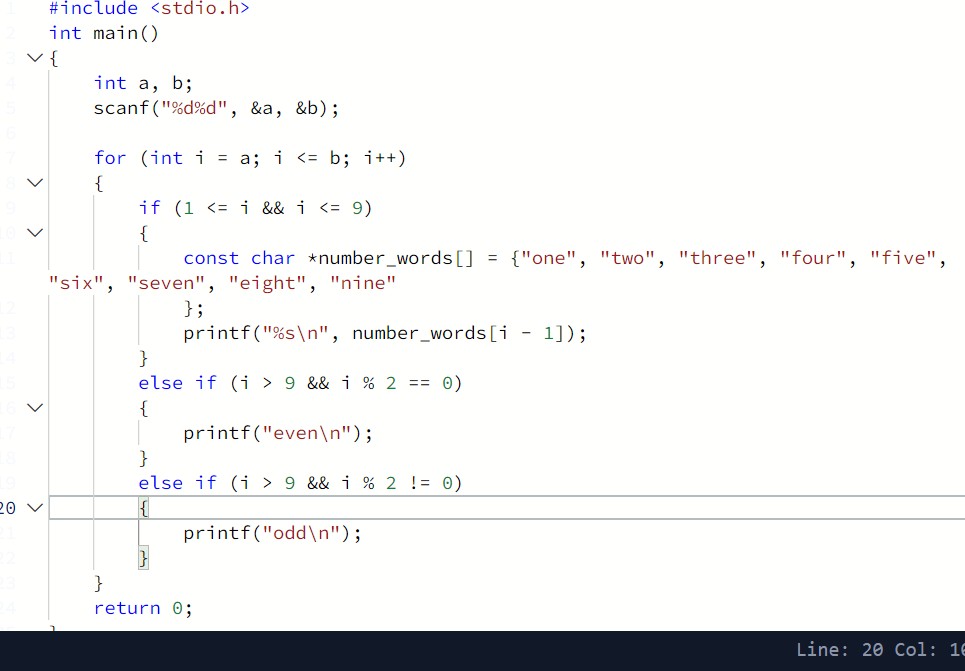 1 #include <stdio.h>
2 int main()
3 {
4     int a, b;
5     scanf("%d%d", &a, &b);
6
7     for (int i = a; i <= b; i++)
8     {
9         if (1 <= i && i <= 9)
10         {
11             const char *number_words[] = {"one", "two", "three", "four", "five",
"six", "seven", "eight", "nine"
12             };
13             printf("%s\n", number_words[i - 1]);
14         }
15         else if (i > 9 && i % 2 == 0)
16         {
17             printf("even\n");
18         }
19         else if (i > 9 && i % 2 != 0)
20         {
21             printf("odd\n");
22         }
23     }
24     return 0;
Line: 20 Col: 10